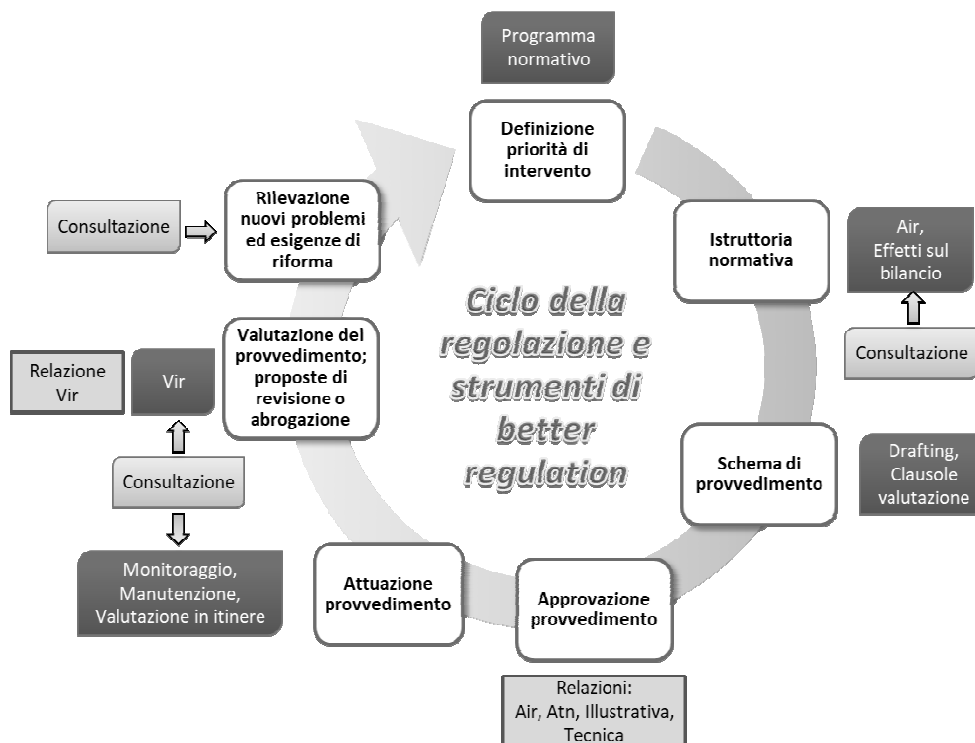 Programma
normativo
Definizione
priorità di
intervento
Istruttoria
normativa
Air,
Effetti sul
bilancio
Consultazione
Schema di
provvedimento
Drafting,
Clausole
valutazione
Approvazione
provvedimento
Relazioni:
Air, Atn, Illustrativa,
Tecnica
Attuazione
provvedimento
Monitoraggio,
Manutenzione,
Valutazione in itinere
Consultazione
Vir
Relazione
Vir
Valutazione del
provvedimento;
proposte di
revisione o
abrogazione
Rilevazione
nuovi problemi
ed esigenze di
riforma
Consultazione
Ciclo della
regolazione e
strumenti di
better
regulation